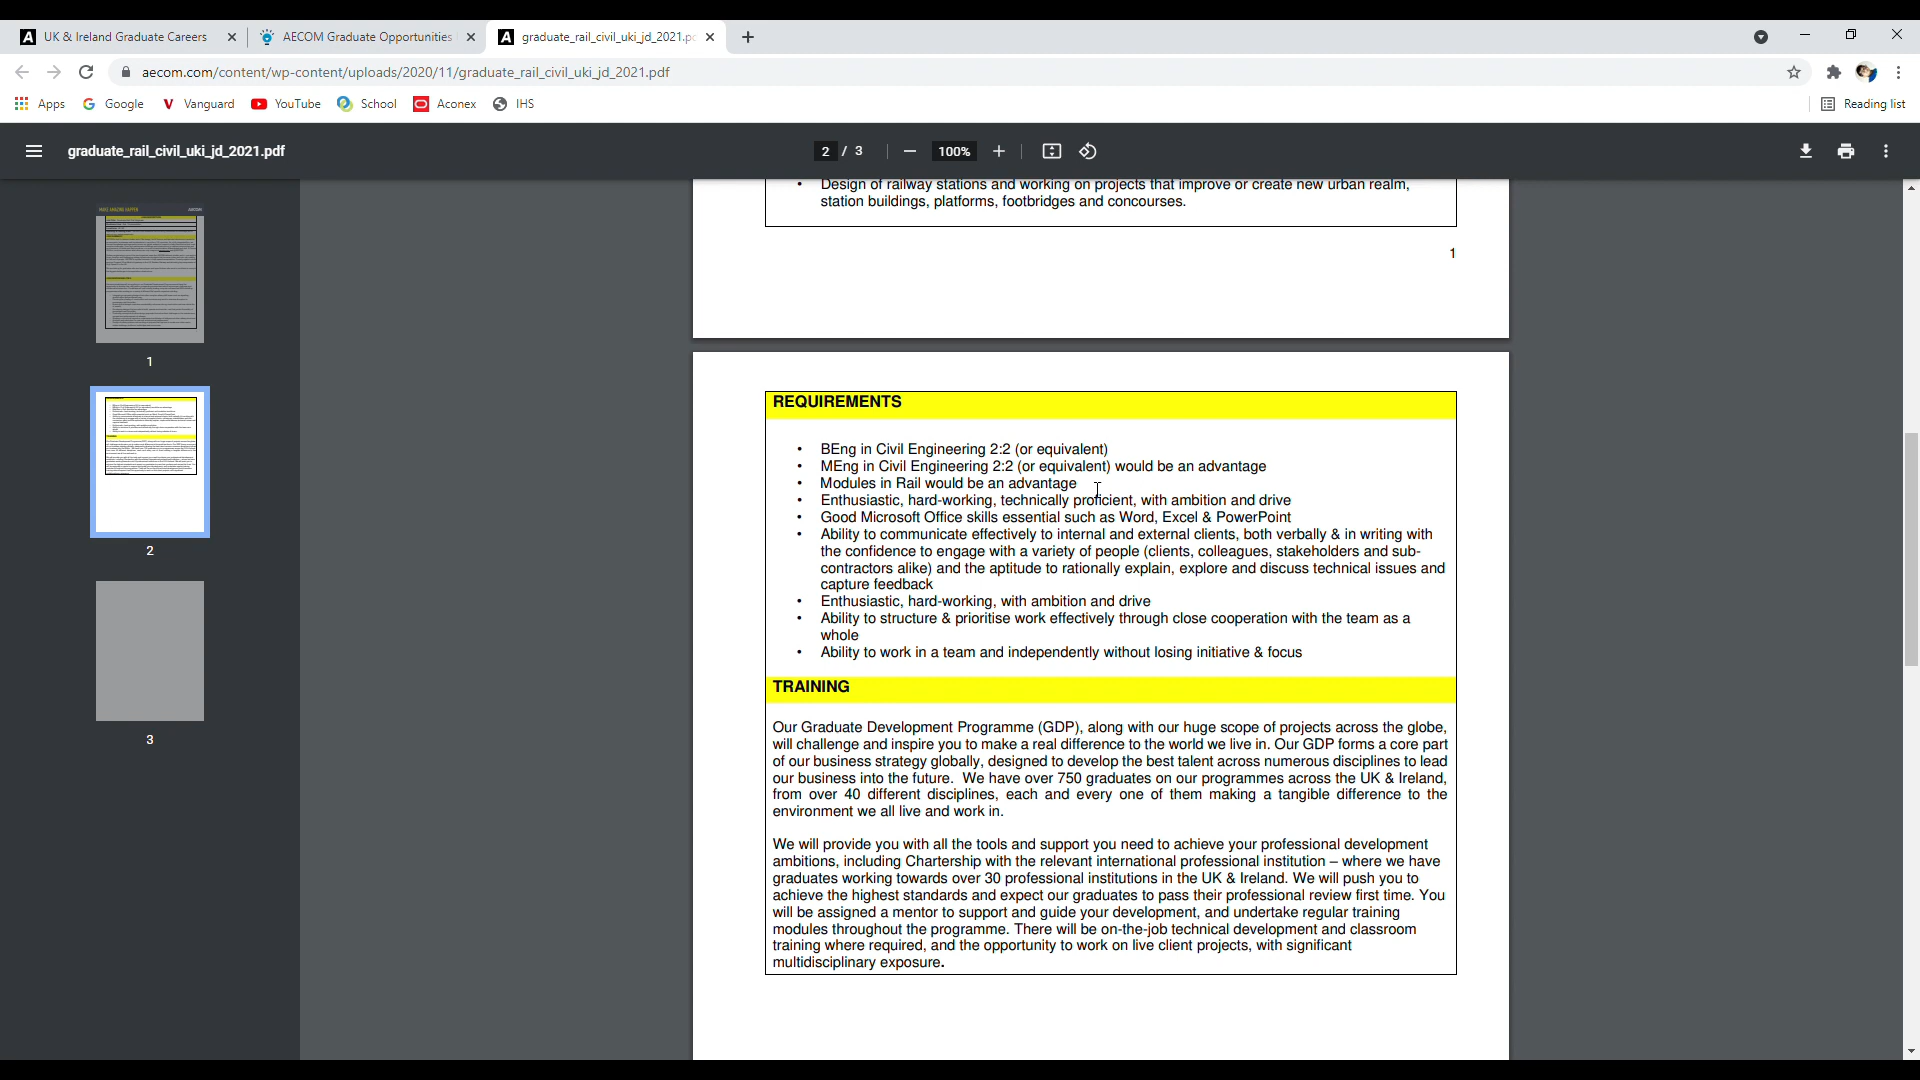 UK & Ireland Graduate Careers
AECOM Graduate Opportunities
graduate_rail_civil_uki_jd_2021.p
aecom.com/content/wp-content/uploads/2020/11/graduate_rail_civil_uki_jd_2021.pdf
Apps Google Vanguard YouTube School Aconex IHS Reading list
graduate_rail_civil_uki_jd_2021.pdf 2 / 3 100%
• Design of railway stations and working on projects that improve or create new urban realm,
station buildings, platforms, footbridges and concourses.
1
REQUIREMENTS
• BEng in Civil Engineering 2:2 (or equivalent)
• MEng in Civil Engineering 2:2 (or equivalent) would be an advantage
• Modules in Rail would be an advantage
• Enthusiastic, hard-working, technically proficient, with ambition and drive
• Good Microsoft Office skills essential such as Word, Excel & PowerPoint
• Ability to communicate effectively to internal and external clients, both verbally & in writing with
the confidence to engage with a variety of people (clients, colleagues, stakeholders and sub-
contractors alike) and the aptitude to rationally explain, explore and discuss technical issues and
capture feedback
• Enthusiastic, hard-working, with ambition and drive
• Ability to structure & prioritise work effectively through close cooperation with the team as a
whole
• Ability to work in a team and independently without losing initiative & focus
TRAINING
Our Graduate Development Programme (GDP), along with our huge scope of projects across the globe,
will challenge and inspire you to make a real difference to the world we live in. Our GDP forms a core part
of our business strategy globally, designed to develop the best talent across numerous disciplines to lead
our business into the future. We have over 750 graduates on our programmes across the UK & Ireland,
from over 40 different disciplines, each and every one of them making a tangible difference to the
environment we all live and work in.
We will provide you with all the tools and support you need to achieve your professional development
ambitions, including Chartership with the relevant international professional institution – where we have
graduates working towards over 30 professional institutions in the UK & Ireland. We will push you to
achieve the highest standards and expect our graduates to pass their professional review first time. You
will be assigned a mentor to support and guide your development, and undertake regular training
modules throughout the programme. There will be on-the-job technical development and classroom
training where required, and the opportunity to work on live client projects, with significant
multidisciplinary exposure.
1
2
3